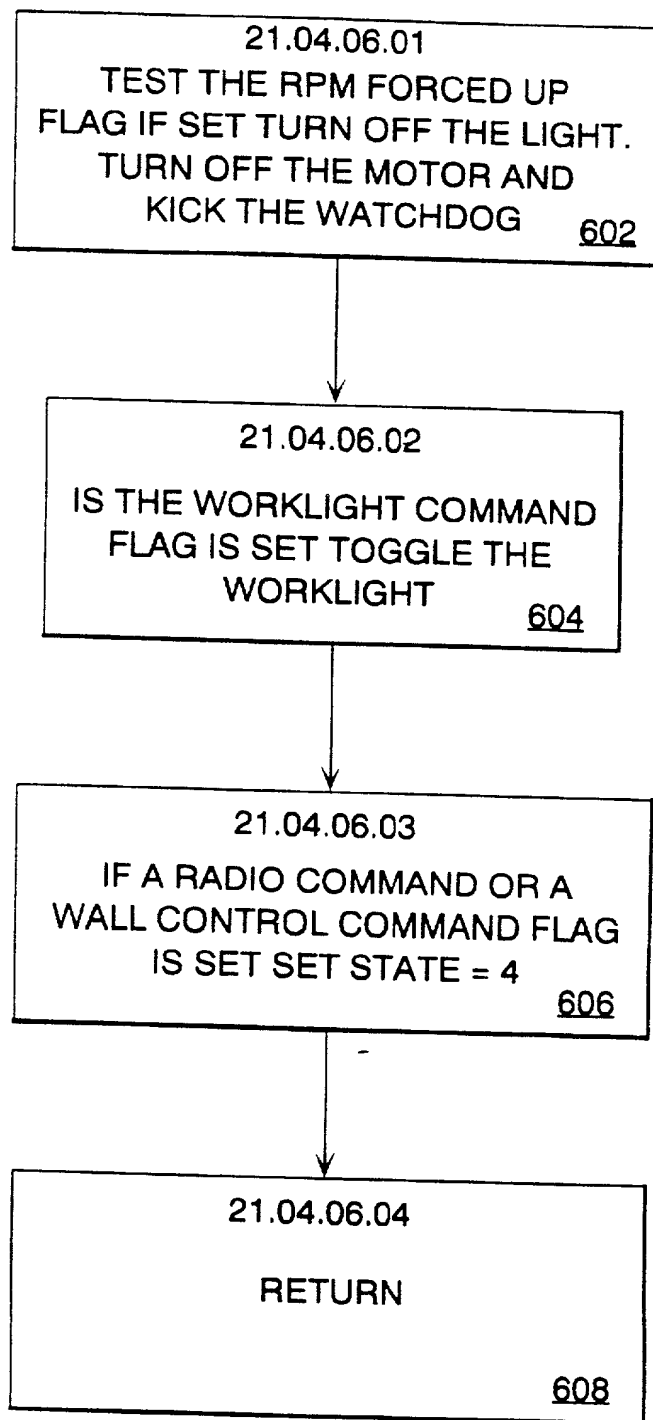 21.04.06.01
TEST THE RPM FORCED UP
FLAG IF SET TURN OFF THE LIGHT.
TURN OFF THE MOTOR AND
KICK THE WATCHDOG
602
21.04.06.02
IS THE WORKLIGHT COMMAND
FLAG IS SET TOGGLE THE
WORKLIGHT
604
21.04.06.03
IF A RADIO COMMAND OR A
WALL CONTROL COMMAND FLAG
IS SET SET STATE = 4
606
21.04.06.04
RETURN
608